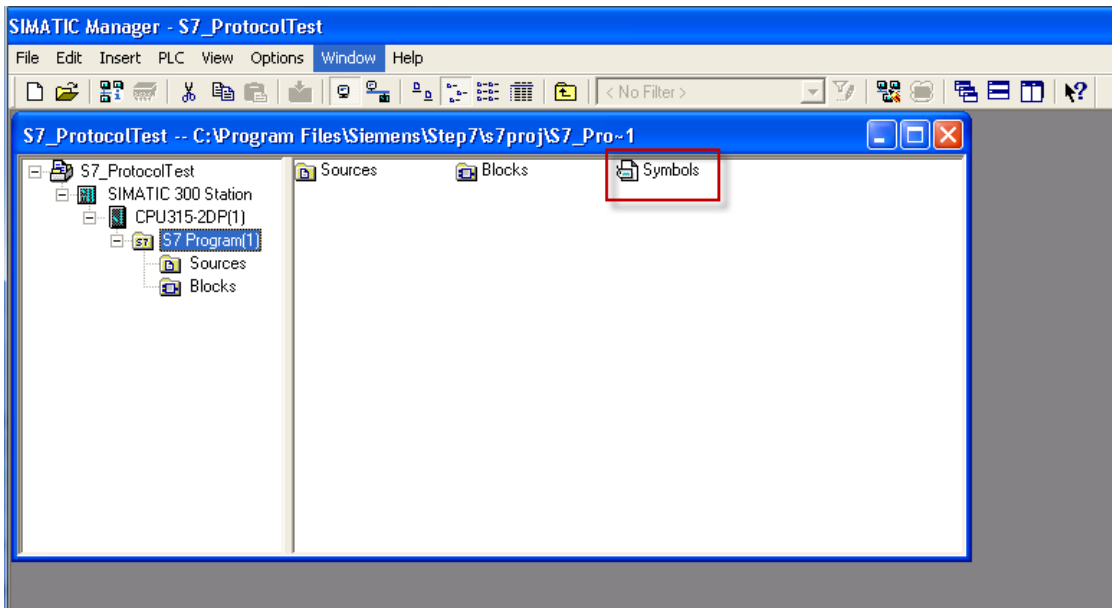 SIMATIC Manager - S7_ProtocolTest
File Edit Insert PLC View Options Window Help
< No Filter >
S7_ProtocolTest -- C:\Program Files\Siemens\Step7\s7proj\S7_Pro~1
S7_ProtocolTest
SIMATIC 300 Station
CPU315-2DP(1)
S7 Program(1)
Sources
Blocks
Sources Blocks Symbols